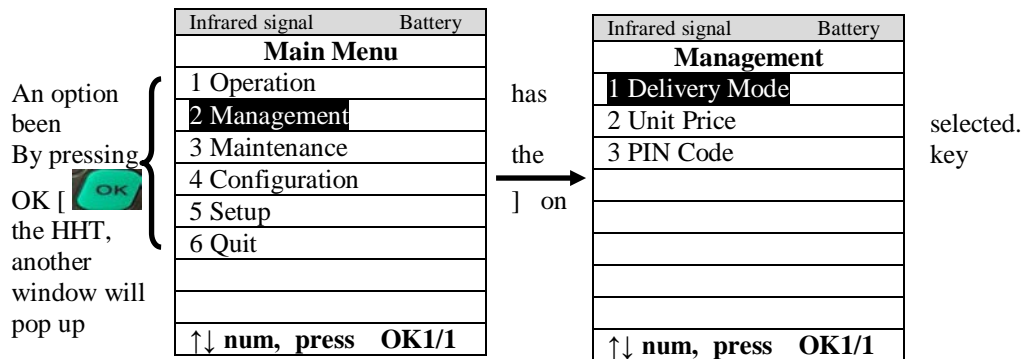 An option has
been selected.
By pressing the key
OK [ OK ] on
the HHT,
another
window will
pop up
Infrared signal Battery
Main Menu
1 Operation
2 Management
3 Maintenance
4 Configuration
5 Setup
6 Quit
↑↓ num, press OK1/1
Infrared signal Battery
Management
1 Delivery Mode
2 Unit Price
3 PIN Code
↑↓ num, press OK1/1